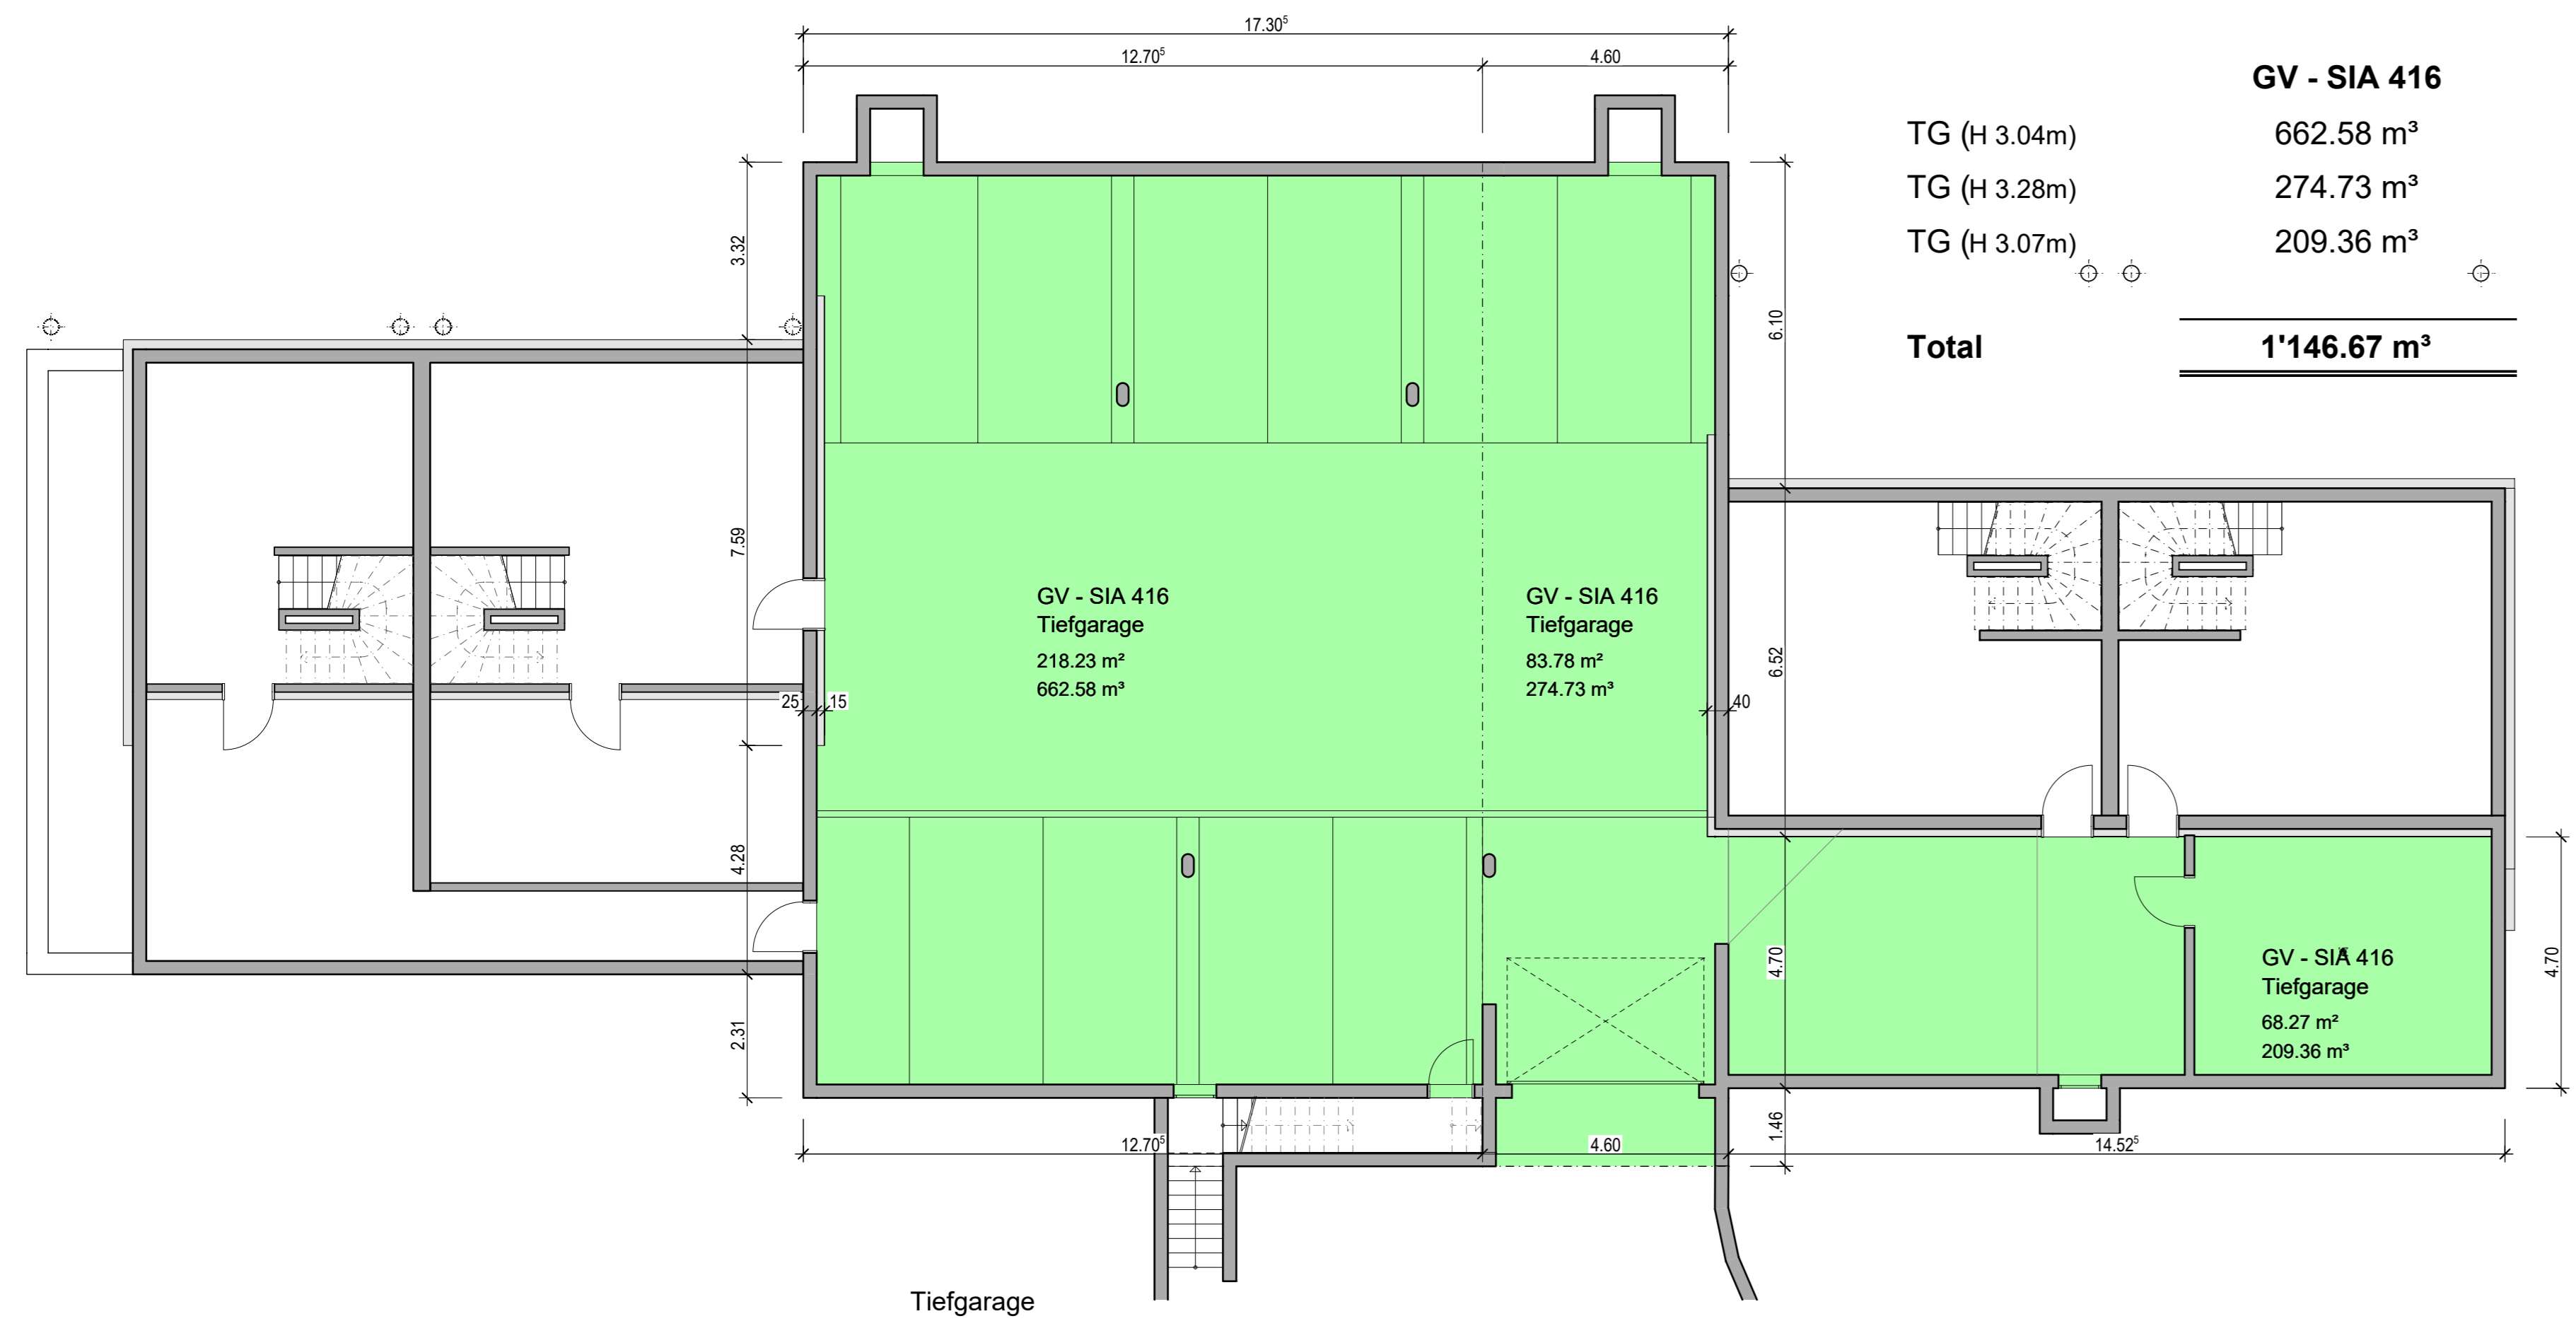 17.30⁵
12.70⁵
4.60
GV - SIA 416
TG (H 3.04m) 662.58 m³
TG (H 3.28m) 274.73 m³
TG (H 3.07m) 209.36 m³
Total 1'146.67 m³
3.32
6.10
7.59
6.52
GV - SIA 416
Tiefgarage
218.23 m²
662.58 m³
GV - SIA 416
Tiefgarage
83.78 m²
274.73 m³
25
15
40
4.28
4.70
4.70
GV - SIA 416
Tiefgarage
68.27 m²
209.36 m³
2.31
1.46
12.70⁵
4.60
14.52⁵
Tiefgarage